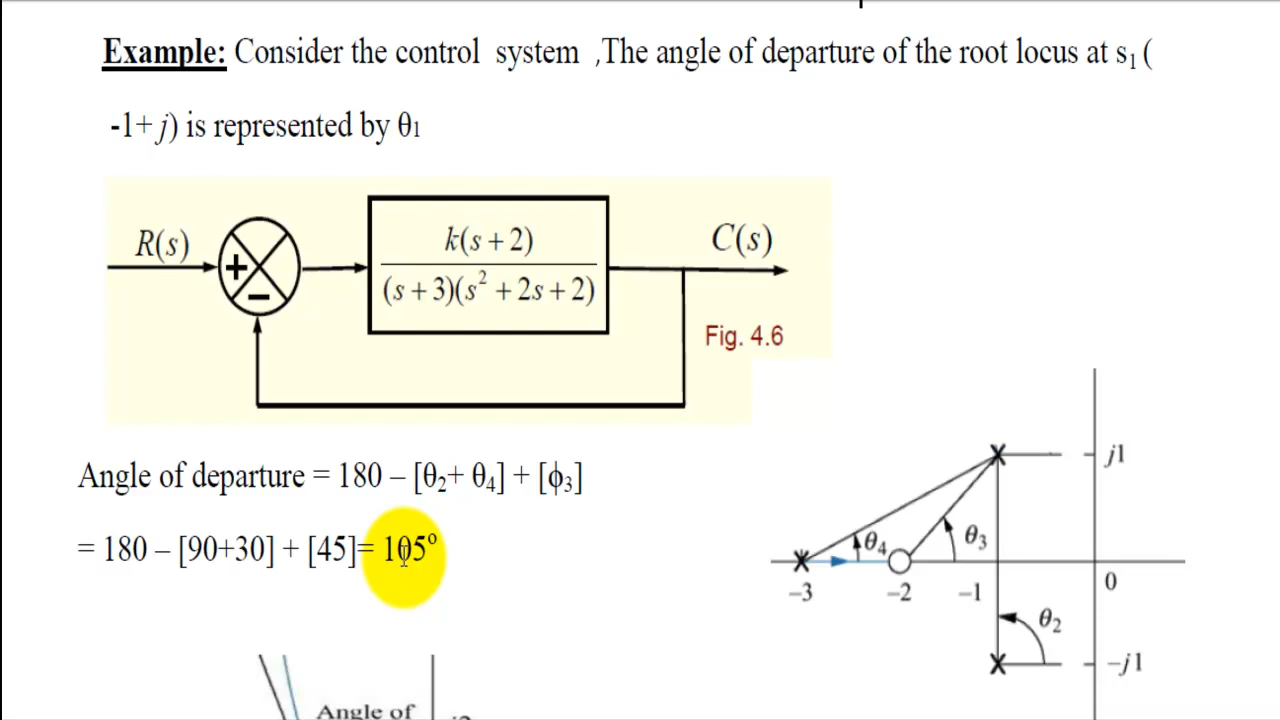 Example: Consider the control system ,The angle of departure of the root locus at s₁ (
-1+ j) is represented by θ₁
R(s)
+
−
k(s + 2)
(s + 3)(s² + 2s + 2)
C(s)
Fig. 4.6
Angle of departure = 180 – [θ₂+ θ₄] + [ϕ₃]
= 180 – [90+30] + [45]= 105º
j1
θ₄
θ₃
−3
−2
−1
0
θ₂
−j1
Angle of